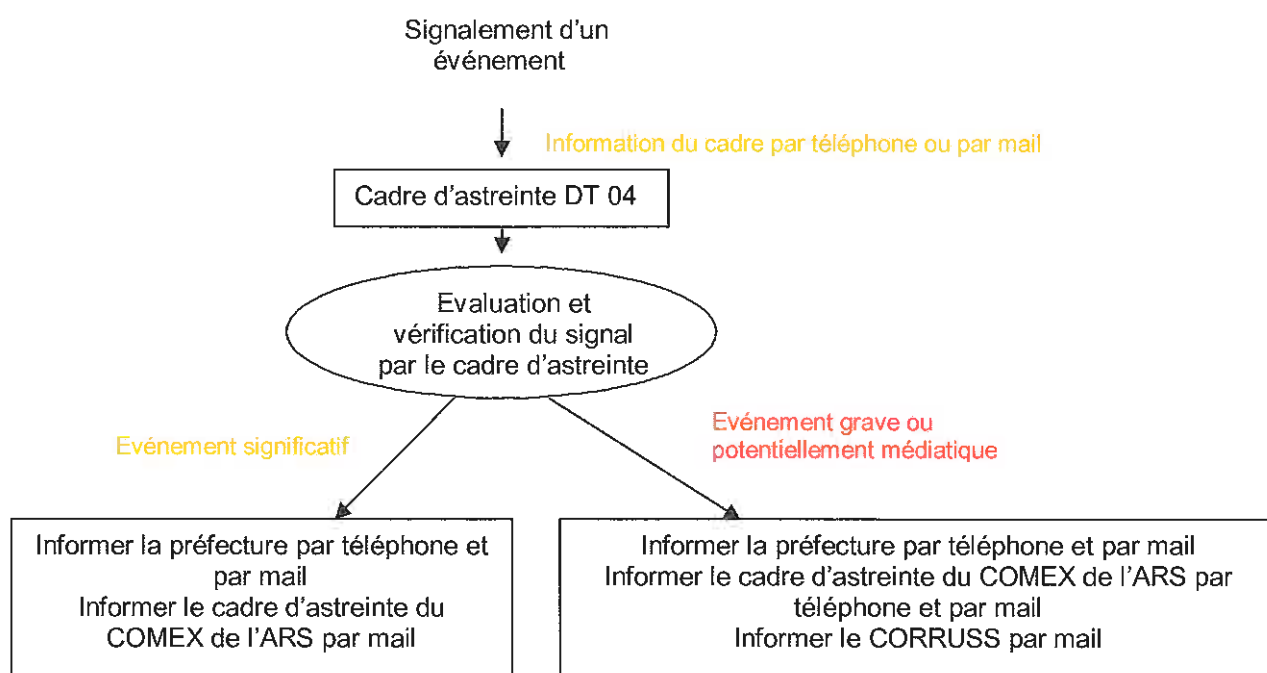 Signalement d'un
événement
Information du cadre par téléphone ou par mail
Cadre d'astreinte DT 04
Evaluation et
vérification du signal
par le cadre d'astreinte
Evénement significatif
Evénement grave ou
potentiellement médiatique
Informer la préfecture par téléphone et
par mail
Informer le cadre d'astreinte du
COMEX de l'ARS par mail
Informer la préfecture par téléphone et par mail
Informer le cadre d'astreinte du COMEX de l'ARS par
téléphone et par mail
Informer le CORRUSS par mail